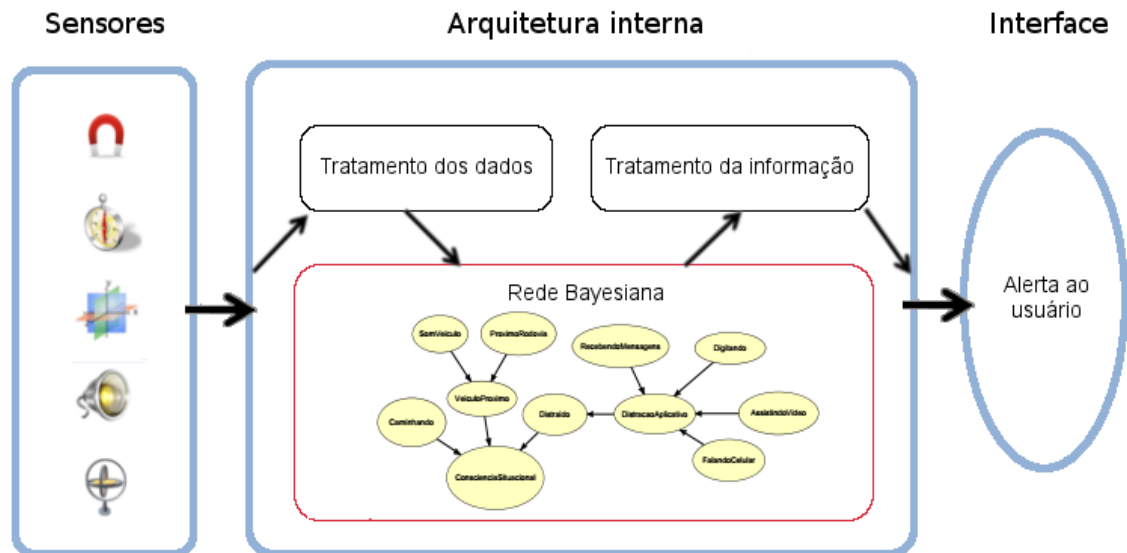 Sensores
Arquitetura interna
Interface
Tratamento dos dados
Tratamento da informação
Rede Bayesiana
SomVeiculo
ProximoRodovia
RecebendoMensagens
Digitando
VeiculoProximo
Caminhando
Distraido
DistracaoAplicativo
AssistindoVideo
FalandoCelular
ConscienciaSituacional
Alerta ao
usuário